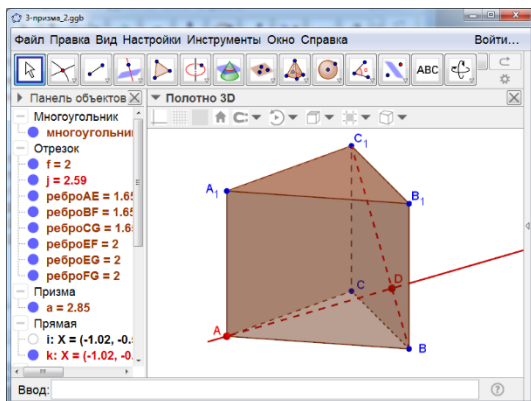 3-призма_2.ggb
Файл Правка Вид Настройки Инструменты Окно Справка Войти...
ABC
Панель объектов
Полотно 3D
Многоугольник
многоугольни
Отрезок
f = 2
j = 2.59
реброAE = 1.65
реброBF = 1.65
реброCG = 1.6
реброEF = 2
реброEG = 2
реброFG = 2
Призма
a = 2.85
Прямая
i: X = (-1.02, -0.
k: X = (-1.02, -0.
C₁
A₁
B₁
C
D
A
B
Ввод: